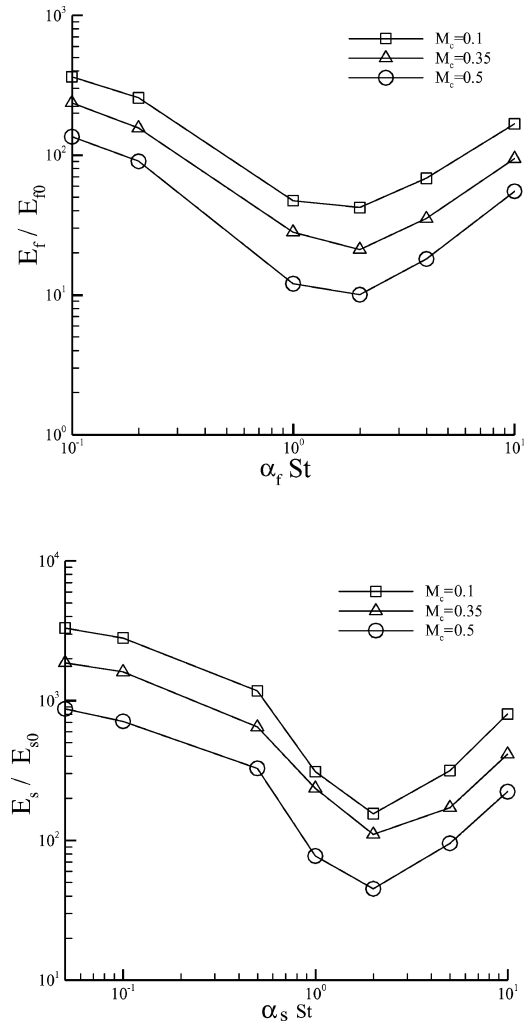 10³
M_c=0.1
M_c=0.35
M_c=0.5
10²
E_f / E_f0
10¹
10⁰
10⁻¹ 10⁰ 10¹
α_f St
10⁴
M_c=0.1
M_c=0.35
M_c=0.5
10³
E_s / E_s0
10²
10¹
10⁻¹ 10⁰ 10¹
α_s St